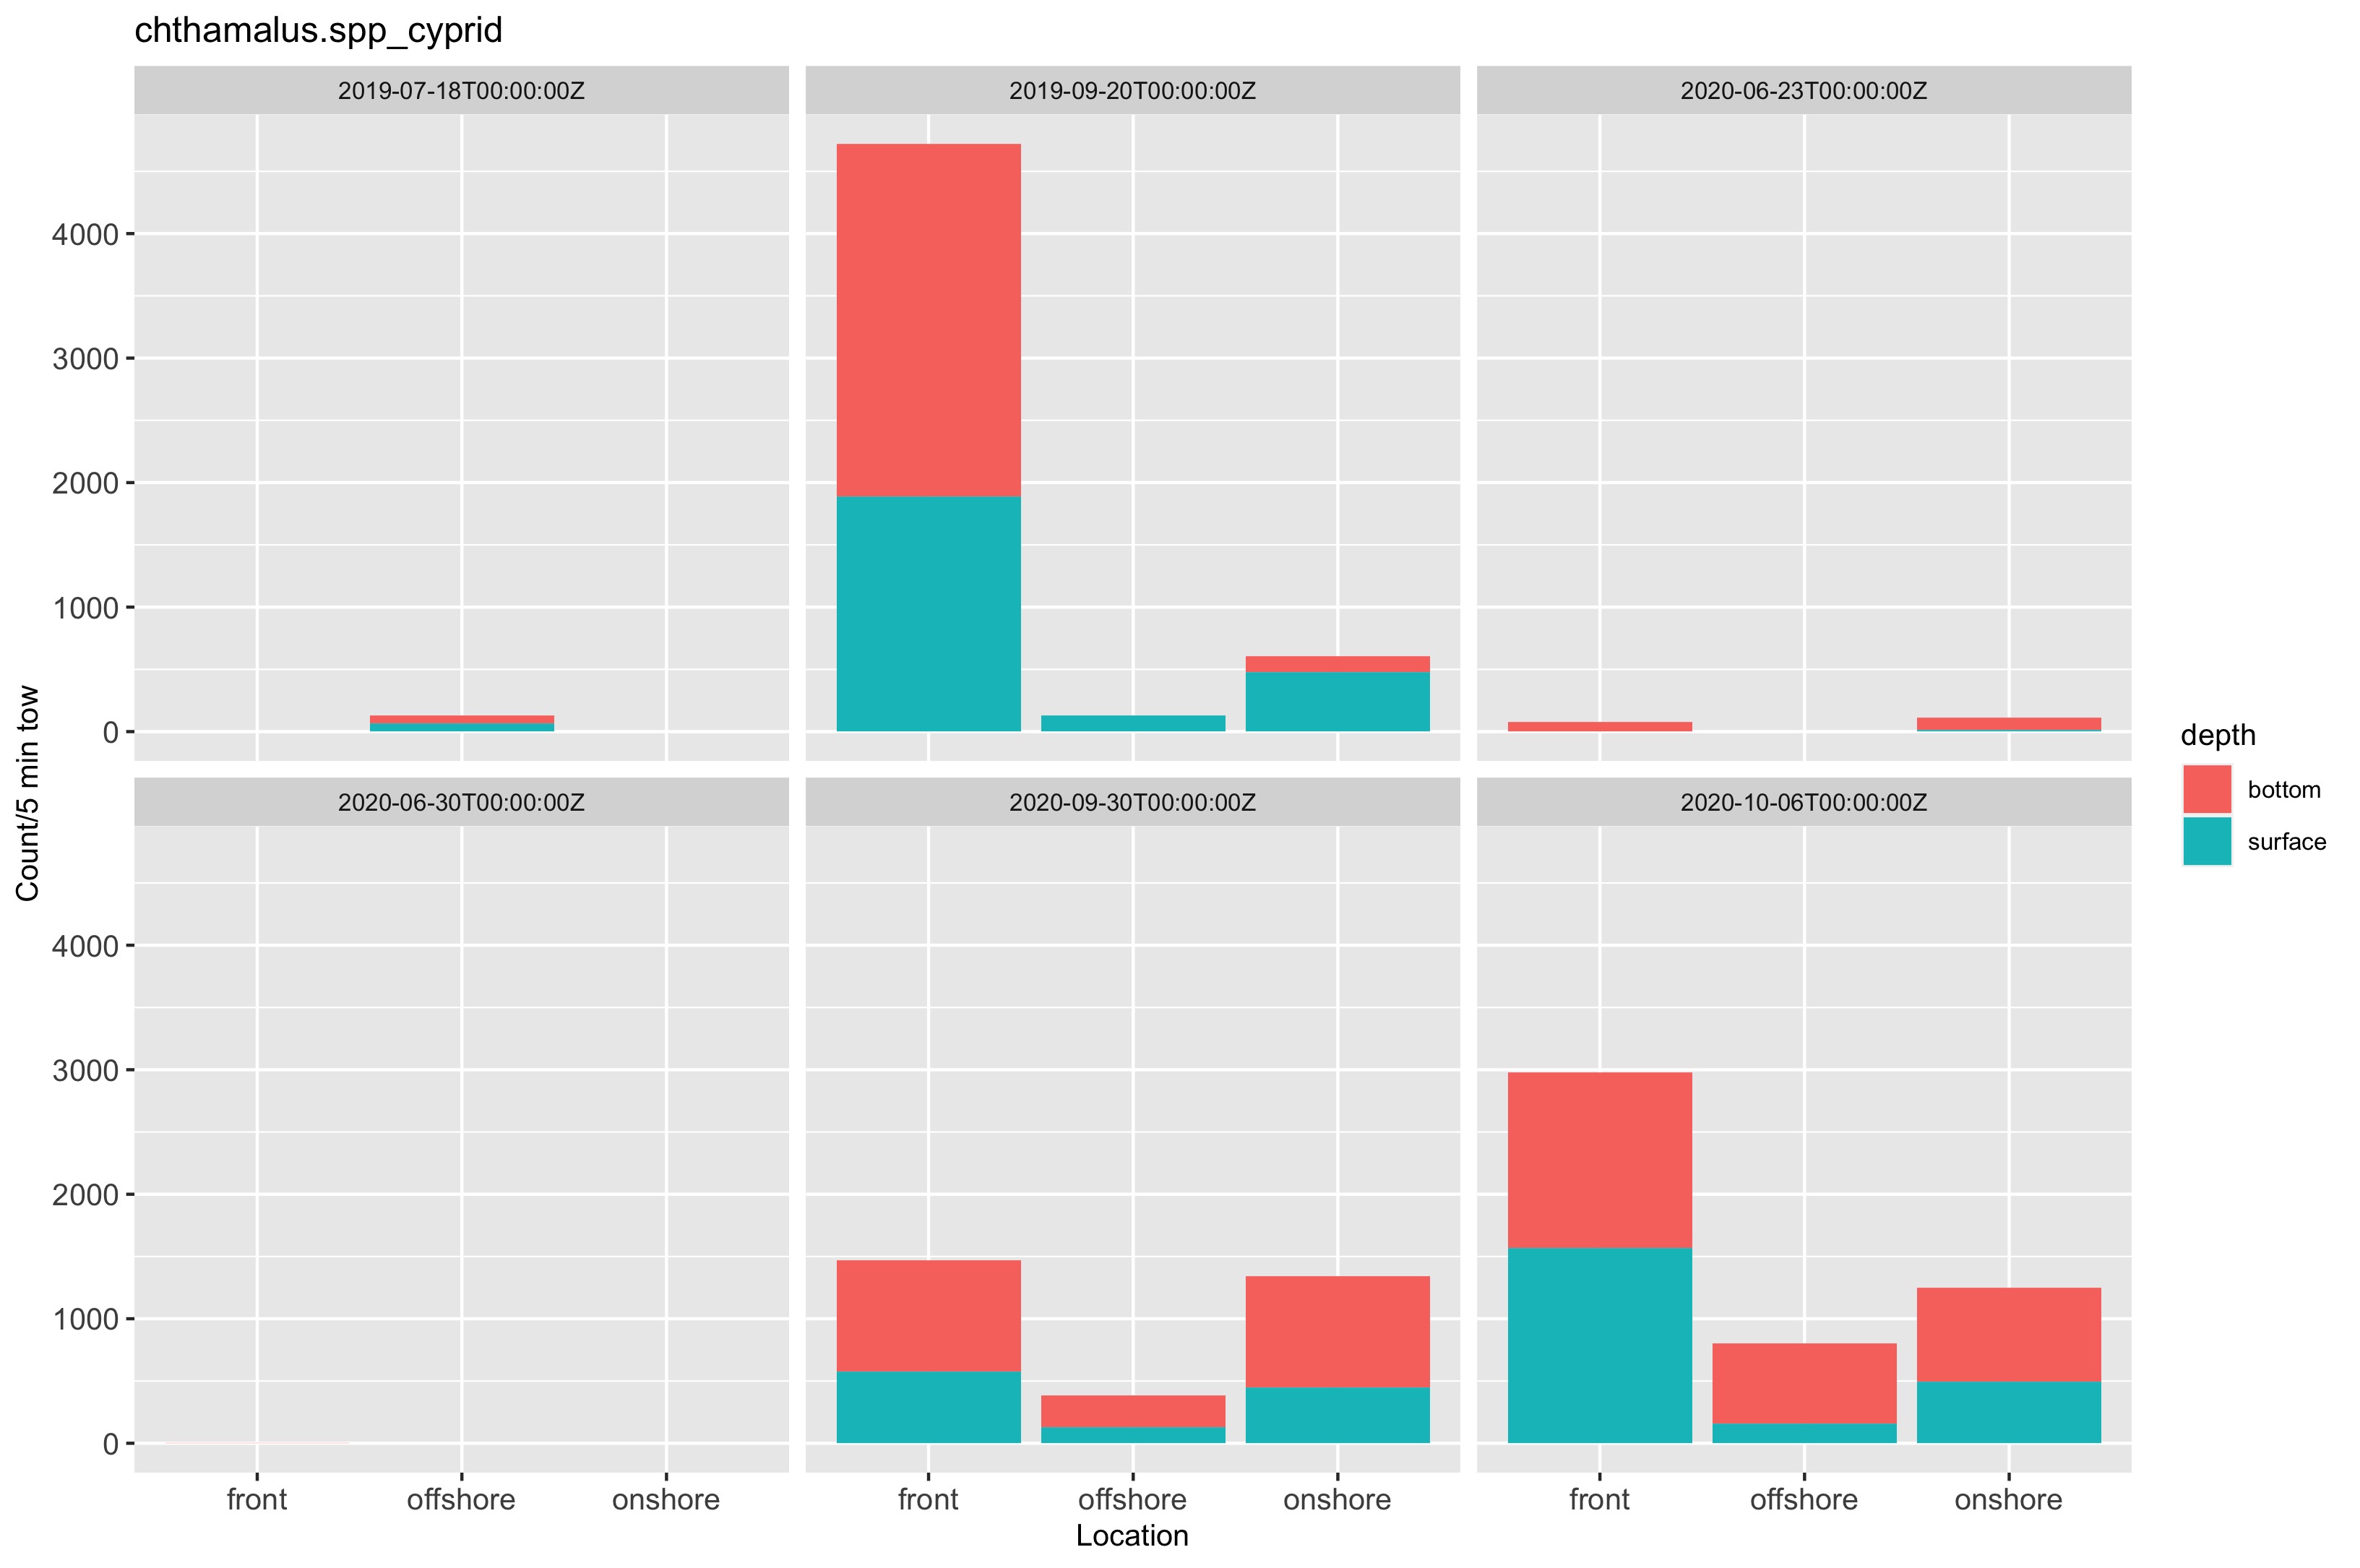 chthamalus.spp_cyprid
2019-07-18T00:00:00Z
2019-09-20T00:00:00Z
2020-06-23T00:00:00Z
4000
3000
2000
1000
0
2020-06-30T00:00:00Z
2020-09-30T00:00:00Z
2020-10-06T00:00:00Z
4000
3000
2000
1000
0
front offshore onshore
front offshore onshore
front offshore onshore
Location
Count/5 min tow
depth
bottom
surface